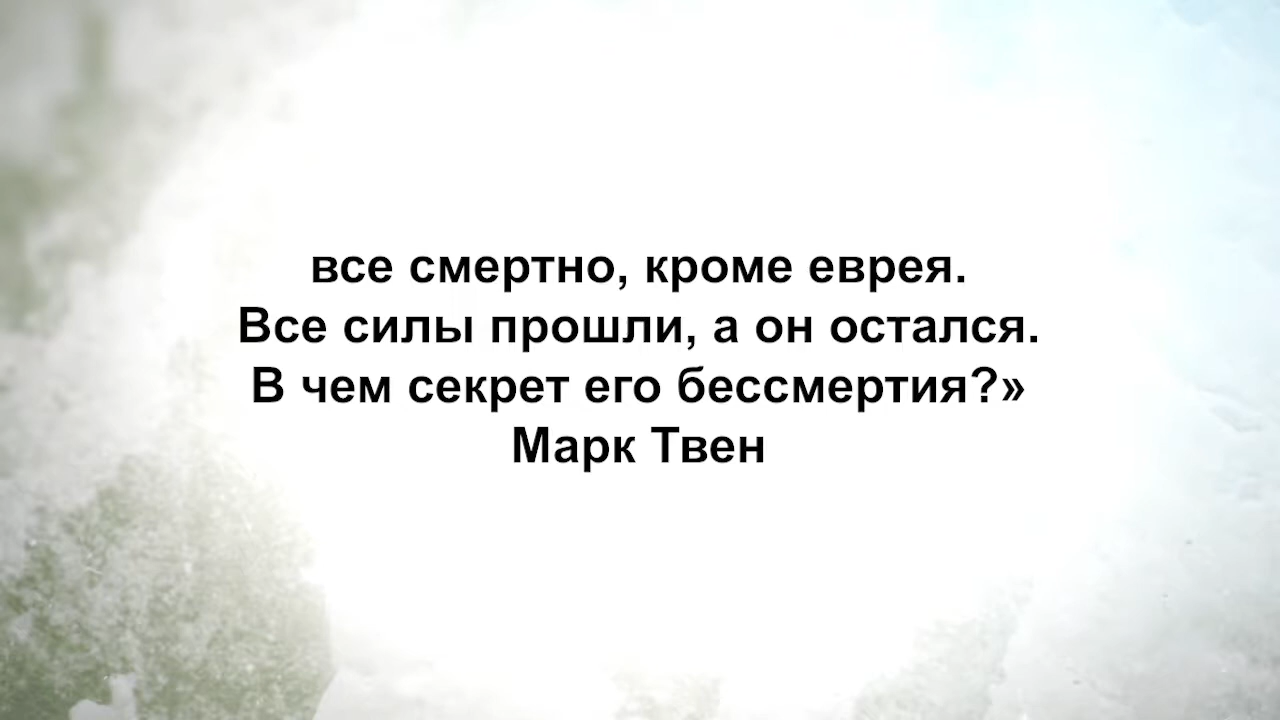 все смертно, кроме еврея.
Все силы прошли, а он остался.
В чем секрет его бессмертия?»
Марк Твен